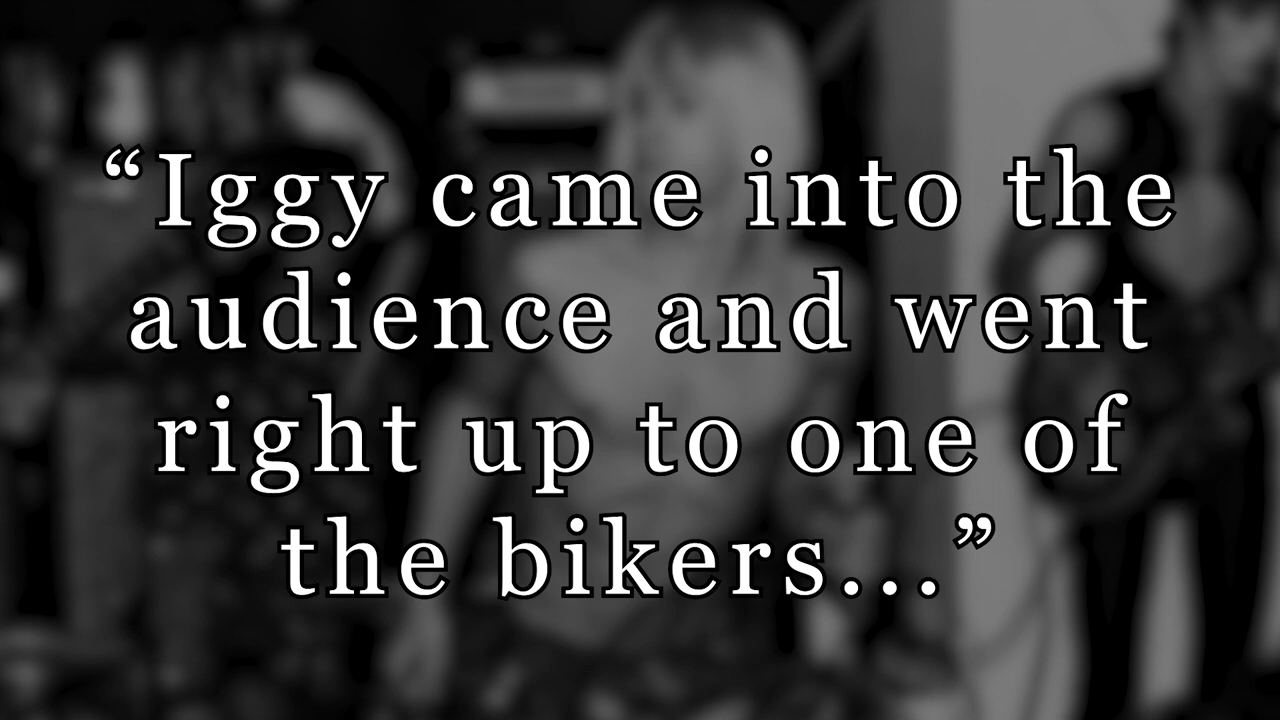 “Iggy came into the
audience and went
right up to one of
the bikers...”